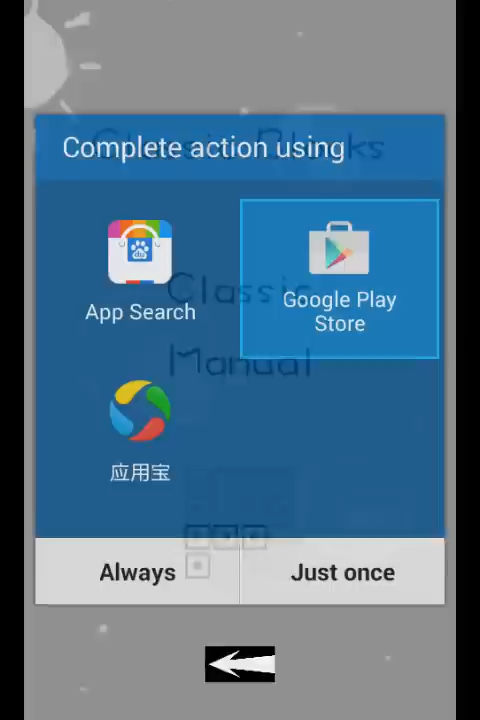 Classic Blocks
Complete action using
App Search
Google Play
Store
Classic
Manual
应用宝
Always
Just once